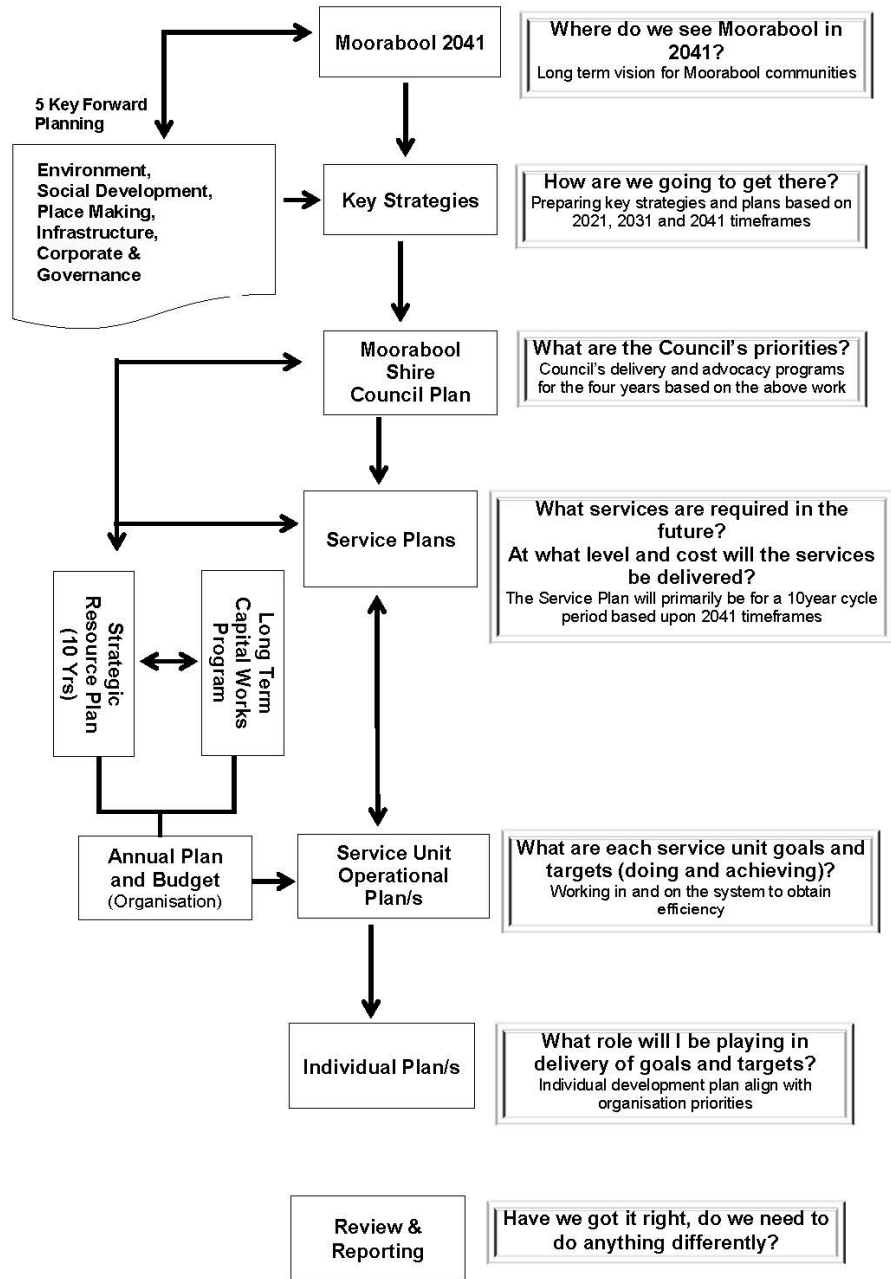 Moorabool 2041
Where do we see Moorabool in
2041?
Long term vision for Moorabool communities
5 Key Forward
Planning
Environment,
Social Development,
Place Making,
Infrastructure,
Corporate &
Governance
Key Strategies
How are we going to get there?
Preparing key strategies and plans based on
2021, 2031 and 2041 timeframes
Moorabool
Shire
Council Plan
What are the Council's priorities?
Council's delivery and advocacy programs
for the four years based on the above work
Service Plans
What services are required in the
future?
At what level and cost will the services
be delivered?
The Service Plan will primarily be for a 10year cycle
period based upon 2041 timeframes
Strategic
Resource Plan
(10 Yrs)
Long Term
Capital Works
Program
Annual Plan
and Budget
(Organisation)
Service Unit
Operational
Plan/s
What are each service unit goals and
targets (doing and achieving)?
Working in and on the system to obtain
efficiency
Individual Plan/s
What role will I be playing in
delivery of goals and targets?
Individual development plan align with
organisation priorities
Review &
Reporting
Have we got it right, do we need to
do anything differently?